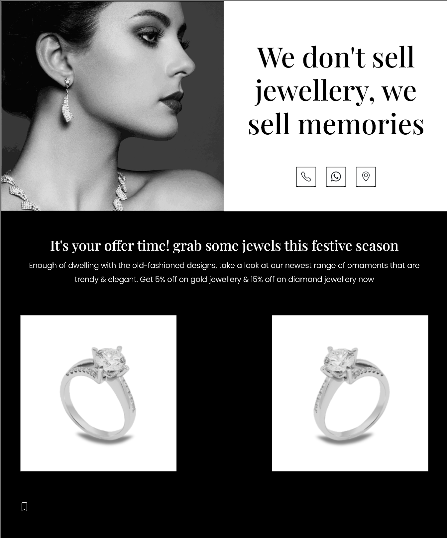 We don't sell
jewellery, we
sell memories
It's your offer time! grab some jewels this festive season
Enough of dwelling with the old-fashioned designs, take a look at our newest range of ornaments that are
trendy & elegant. Get 5% off on gold jewellery & 15% off on diamond jewellery now